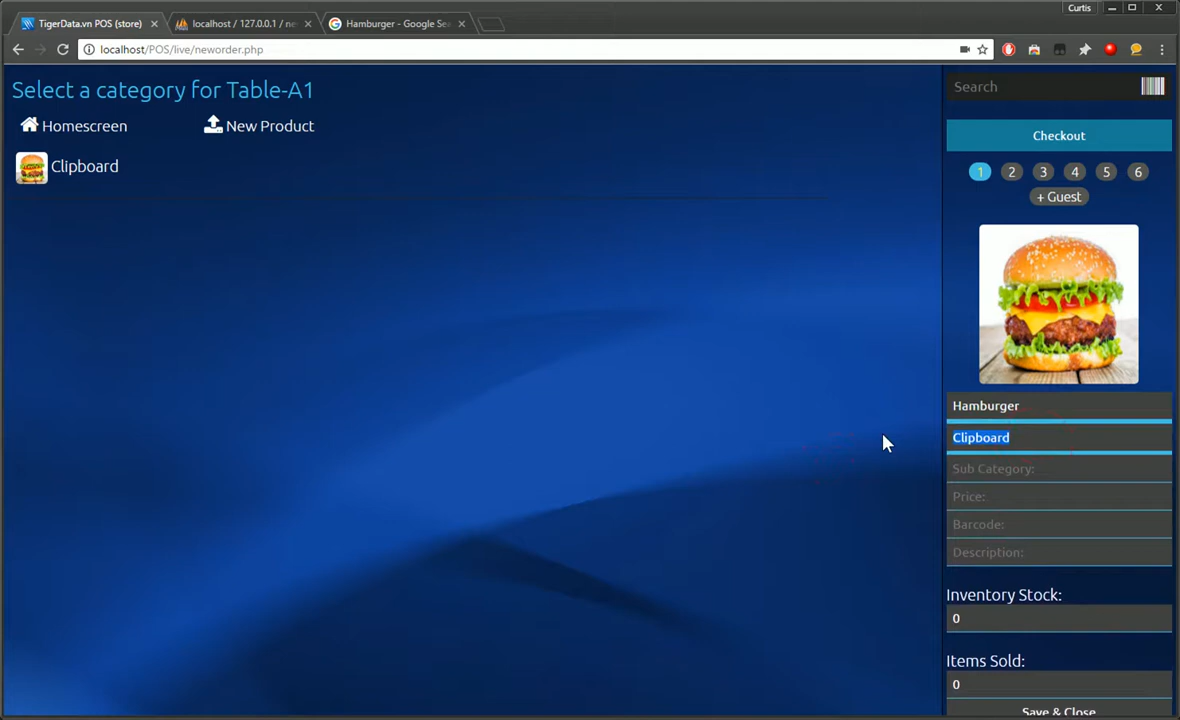 TigerData.vn POS (store)
localhost / 127.0.0.1 / ne
Hamburger - Google Se
Curtis
localhost/POS/live/neworder.php
Select a category for Table-A1
Homescreen
New Product
Clipboard
Search
Checkout
1 2 3 4 5 6
+ Guest
Hamburger
Clipboard
Sub Category:
Price:
Barcode:
Description:
Inventory Stock:
0
Items Sold:
0
Save & Close